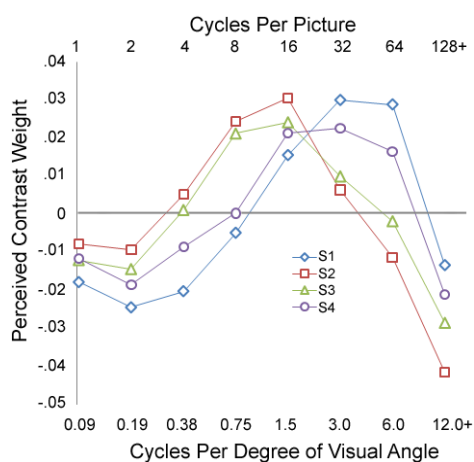 Cycles Per Picture
1 2 4 8 16 32 64 128+
Perceived Contrast Weight
.04
.03
.02
.01
0
-.01
-.02
-.03
-.04
-.05
S1
S2
S3
S4
0.09 0.19 0.38 0.75 1.5 3.0 6.0 12.0+
Cycles Per Degree of Visual Angle